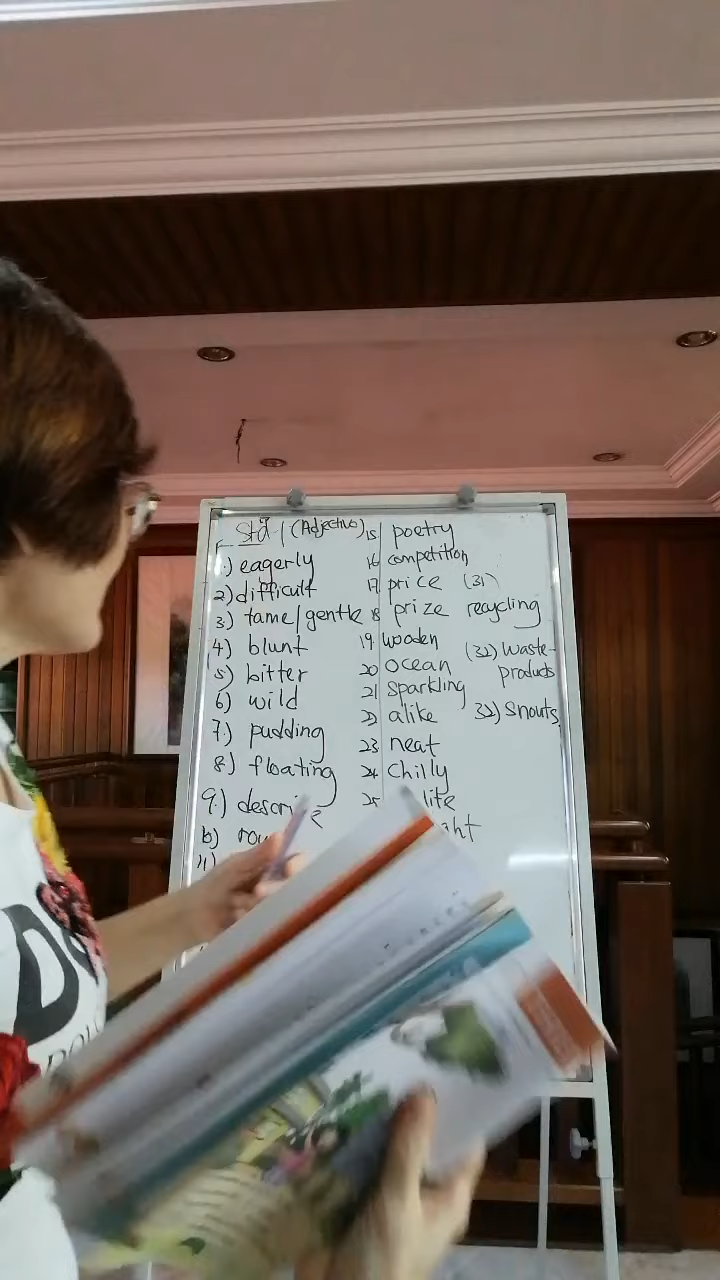 Std 1 (Adjective)
1.) eagerly
2) difficult
3.) tame/gentle
4) blunt
5) bitter
6) wild
7.) pudding
8) floating
9.) describe
15 poetry
16 competition
17 price
18 prize
19 wooden
20 ocean
21 sparkling
alike
23 neat
24 chilly
(31)
recycling
(32) waste-
products
32) snouts